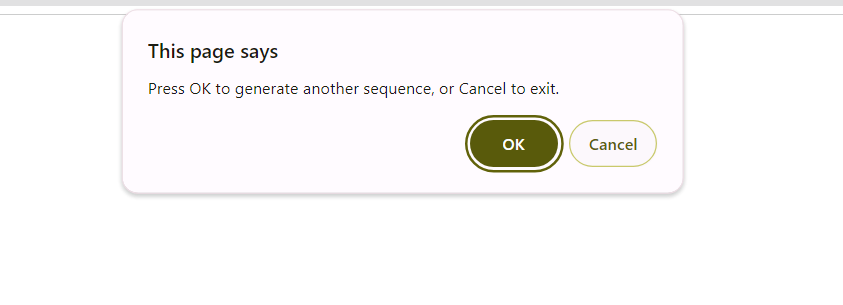 This page says
Press OK to generate another sequence, or Cancel to exit.
OK
Cancel